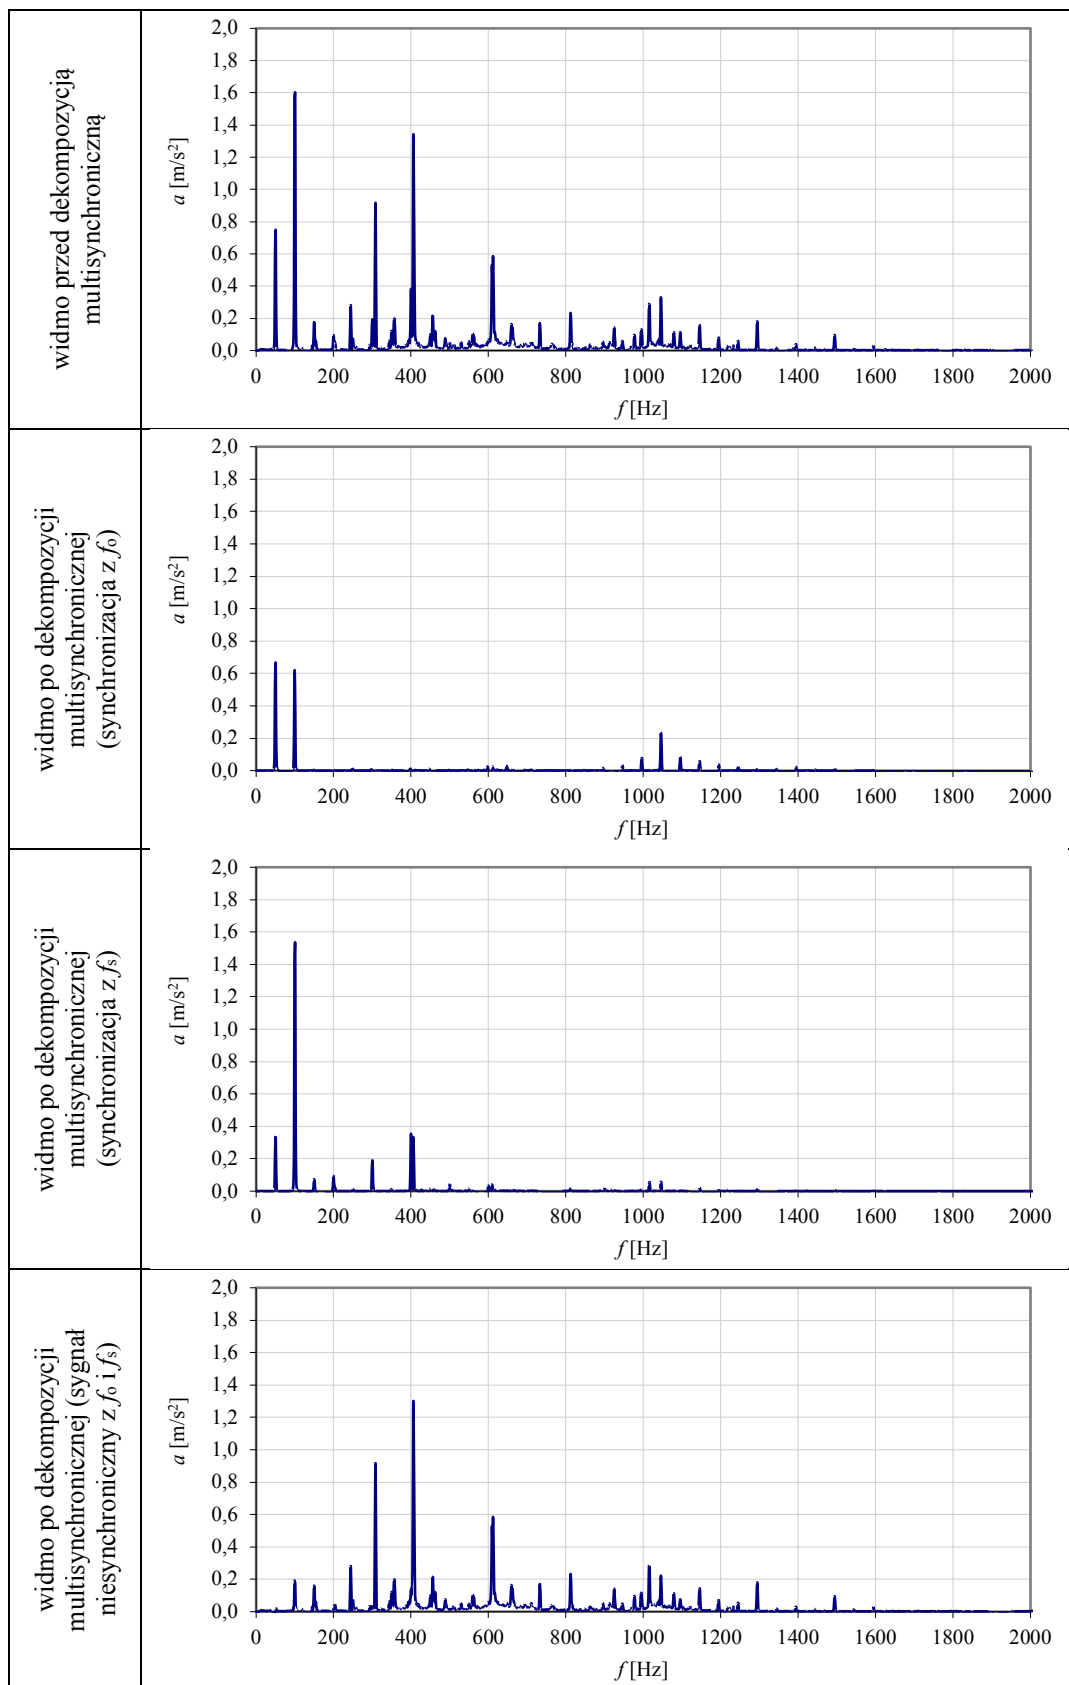 widmo przed dekompozycją
multisynchroniczną
2,0
1,8
1,6
1,4
1,2
1,0
0,8
0,6
0,4
0,2
0,0
a [m/s²]
0 200 400 600 800 1000 1200 1400 1600 1800 2000
f [Hz]
widmo po dekompozycji
multisynchronicznej
(synchronizacja z fo)
2,0
1,8
1,6
1,4
1,2
1,0
0,8
0,6
0,4
0,2
0,0
a [m/s²]
0 200 400 600 800 1000 1200 1400 1600 1800 2000
f [Hz]
widmo po dekompozycji
multisynchronicznej
(synchronizacja z fs)
2,0
1,8
1,6
1,4
1,2
1,0
0,8
0,6
0,4
0,2
0,0
a [m/s²]
0 200 400 600 800 1000 1200 1400 1600 1800 2000
f [Hz]
widmo po dekompozycji
multisynchronicznej (sygnał
niesynchroniczny z fo i fs)
2,0
1,8
1,6
1,4
1,2
1,0
0,8
0,6
0,4
0,2
0,0
a [m/s²]
0 200 400 600 800 1000 1200 1400 1600 1800 2000
f [Hz]